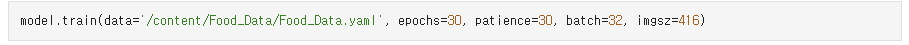 model.train(data='/content/Food_Data/Food_Data.yaml', epochs=30, patience=30, batch=32, imgsz=416)